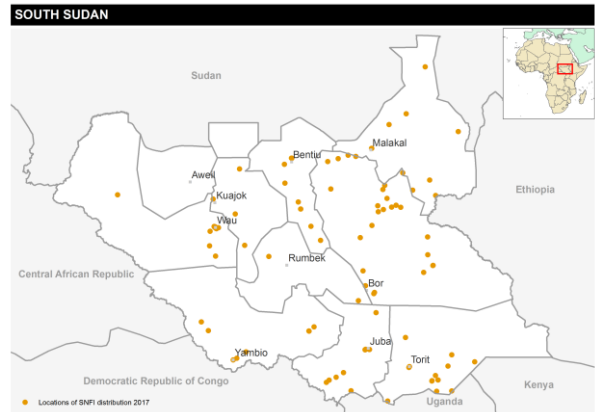 SOUTH SUDAN
Sudan
Malakal
Bentiu
Aweil
Ethiopia
Kuajok
Wau
Rumbek
Central African Republic
Bor
Juba
Yambio
Torit
Democratic Republic of Congo
Kenya
Uganda
Locations of SNFI distribution 2017